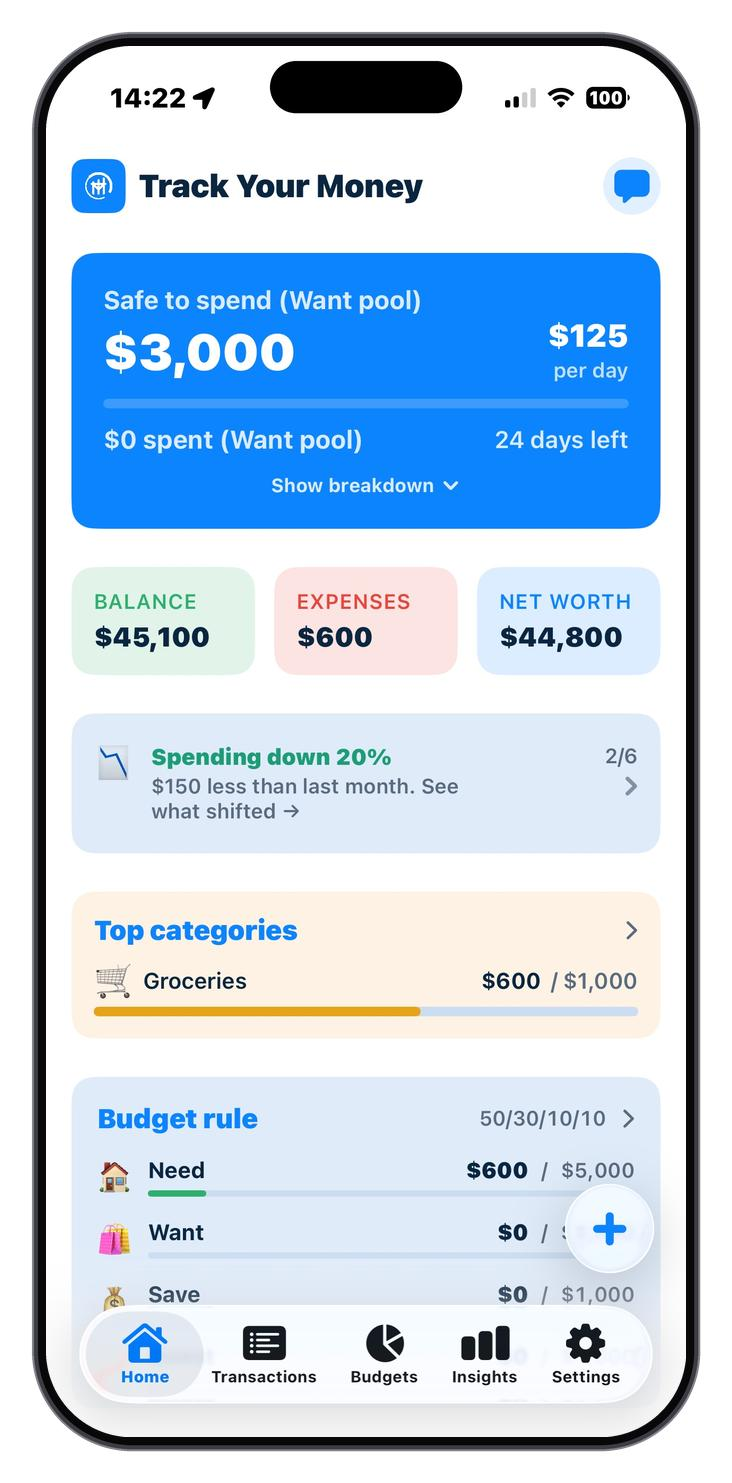 14:22
100
Track Your Money
Safe to spend (Want pool)
$3,000
$125
per day
$0 spent (Want pool)
24 days left
Show breakdown
BALANCE
$45,100
EXPENSES
$600
NET WORTH
$44,800
Spending down 20%
2/6
$150 less than last month. See
what shifted →
Top categories
Groceries
$600 / $1,000
Budget rule
50/30/10/10
Need
$600 / $5,000
Want
$0 /
Save
$0 / $1,000
Home
Transactions
Budgets
Insights
Settings